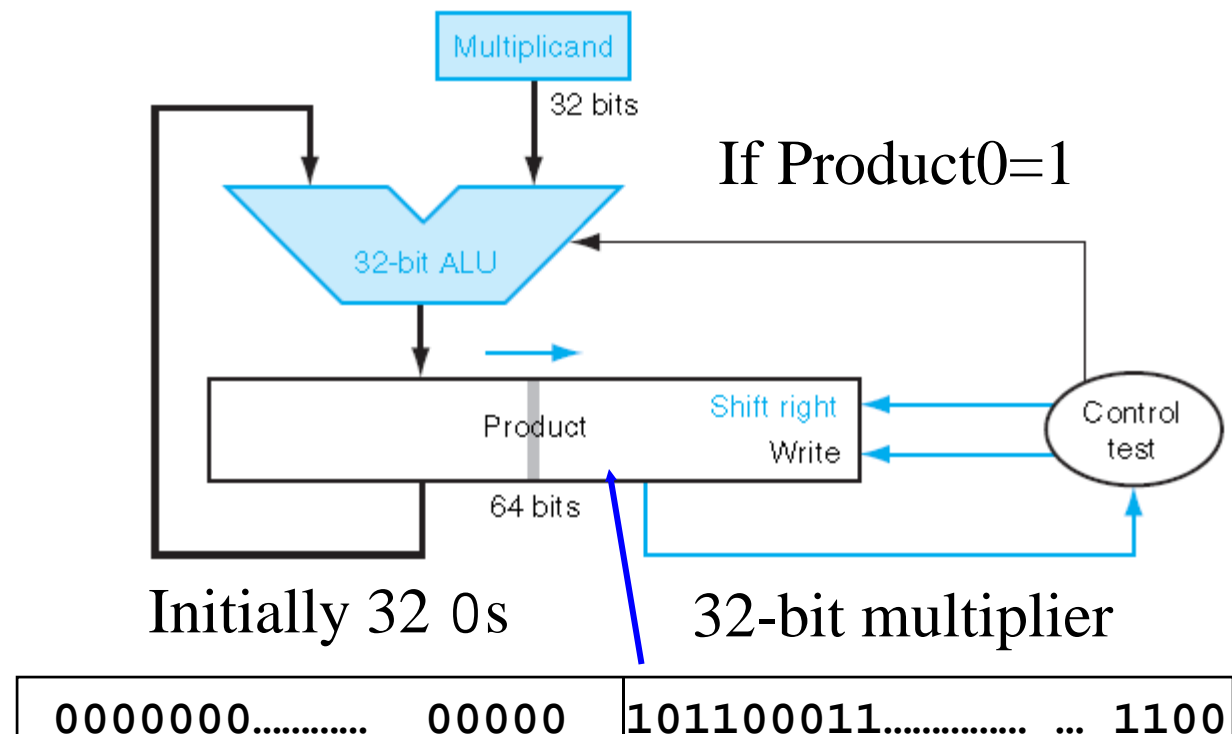 Multiplicand
32 bits
If Product0=1
32-bit ALU
Shift right
Product
Write
Control
test
64 bits
Initially 32 0s
32-bit multiplier
0000000............ 00000 101100011............... ... 1100